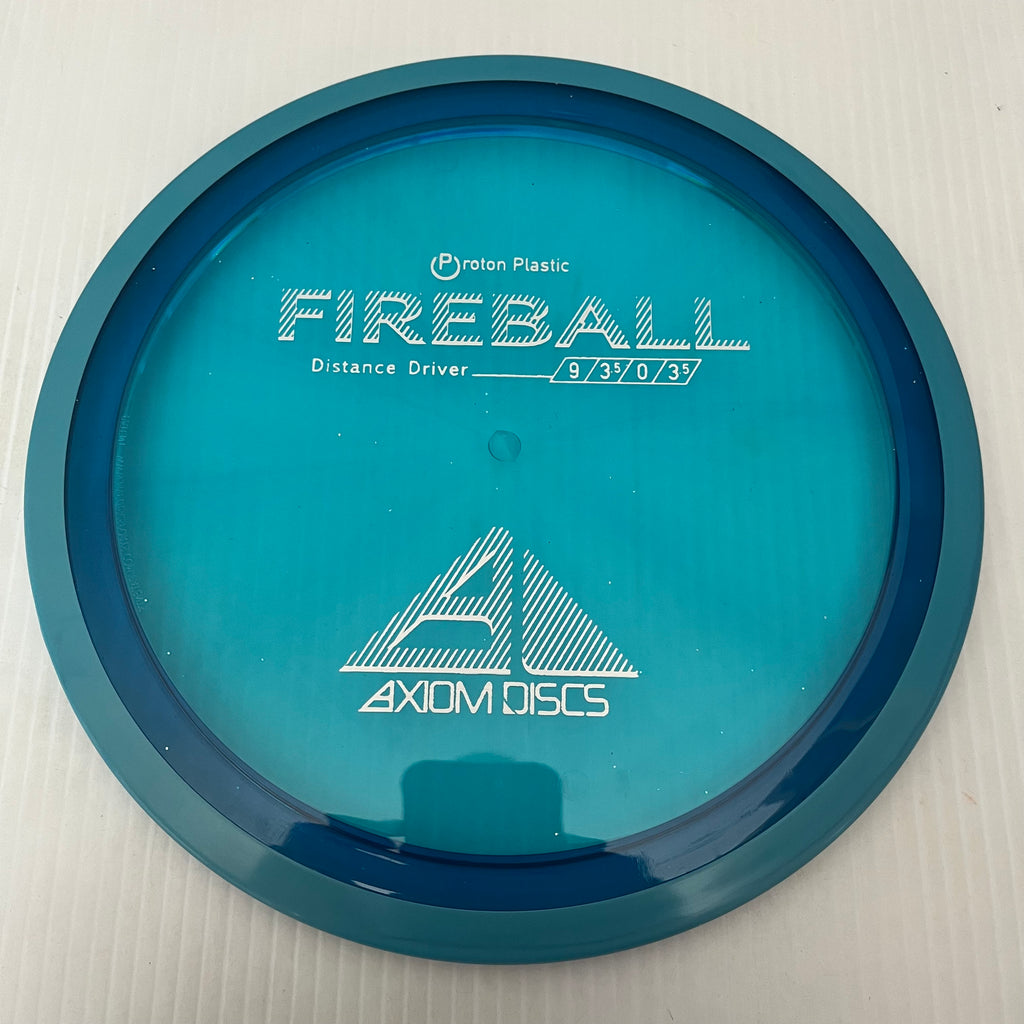 Proton Plastic
FIREBALL
Distance Driver 9/3.5/0/3.5
AXIOM DISCS